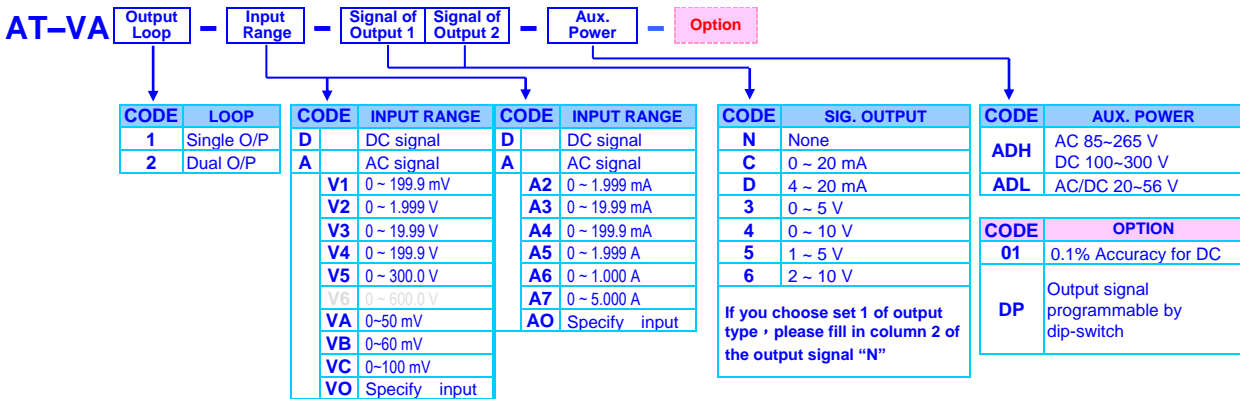 AT–VA Output Loop – Input Range – Signal of Output 1 Signal of Output 2 – Aux. Power – Option
CODE LOOP
1 Single O/P
2 Dual O/P
CODE INPUT RANGE
D DC signal
A AC signal
V1 0 ~ 199.9 mV
V2 0 ~ 1.999 V
V3 0 ~ 19.99 V
V4 0 ~ 199.9 V
V5 0 ~ 300.0 V
V6 0 ~ 600.0 V
VA 0~50 mV
VB 0~60 mV
VC 0~100 mV
VO Specify input
CODE INPUT RANGE
D DC signal
A AC signal
A2 0 ~ 1.999 mA
A3 0 ~ 19.99 mA
A4 0 ~ 199.9 mA
A5 0 ~ 1.999 A
A6 0 ~ 1.000 A
A7 0 ~ 5.000 A
AO Specify input
CODE SIG. OUTPUT
N None
C 0 ~ 20 mA
D 4 ~ 20 mA
3 0 ~ 5 V
4 0 ~ 10 V
5 1 ~ 5 V
6 2 ~ 10 V
If you choose set 1 of output
type，please fill in column 2 of
the output signal “N”
CODE AUX. POWER
ADH AC 85~265 V
DC 100~300 V
ADL AC/DC 20~56 V
CODE OPTION
01 0.1% Accuracy for DC
DP Output signal
programmable by
dip-switch